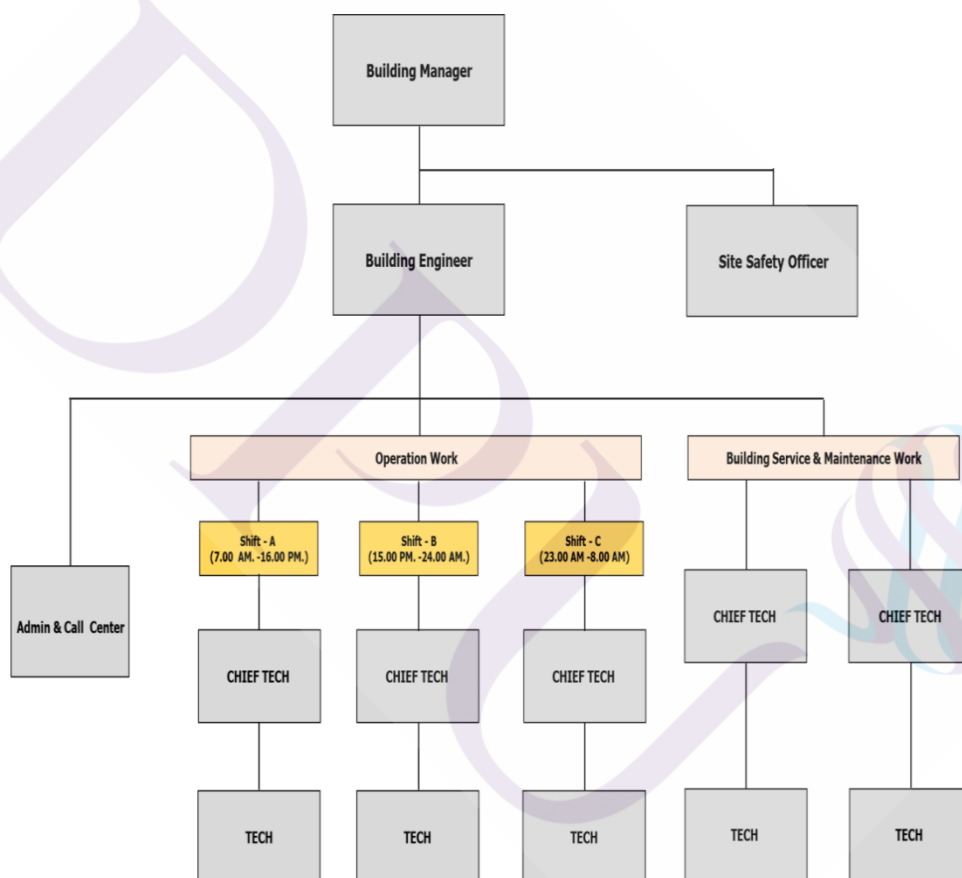 Building Manager
Building Engineer
Site Safety Officer
Operation Work
Building Service & Maintenance Work
Shift - A
(7.00 AM. -16.00 PM.)
Shift - B
(15.00 PM. -24.00 AM.)
Shift - C
(23.00 AM -8.00 AM)
Admin & Call Center
CHIEF TECH
CHIEF TECH
CHIEF TECH
CHIEF TECH
CHIEF TECH
TECH
TECH
TECH
TECH
TECH